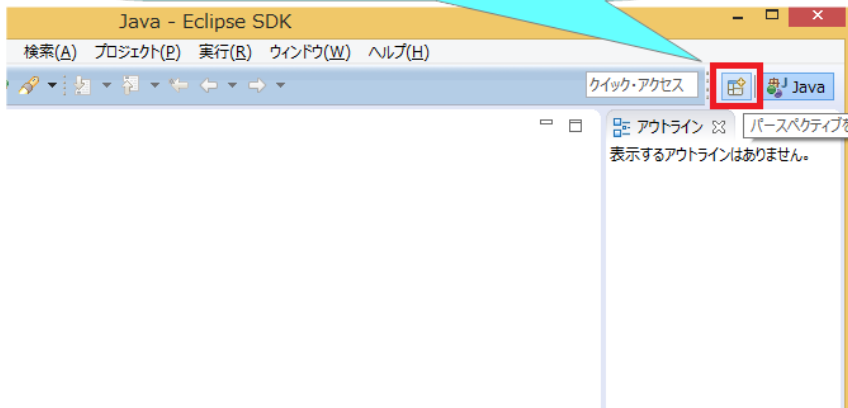 Java - Eclipse SDK
検索(A) プロジェクト(P) 実行(R) ウィンドウ(W) ヘルプ(H)
クイック・アクセス
Java
アウトライン
パースペクティブを
表示するアウトラインはありません。